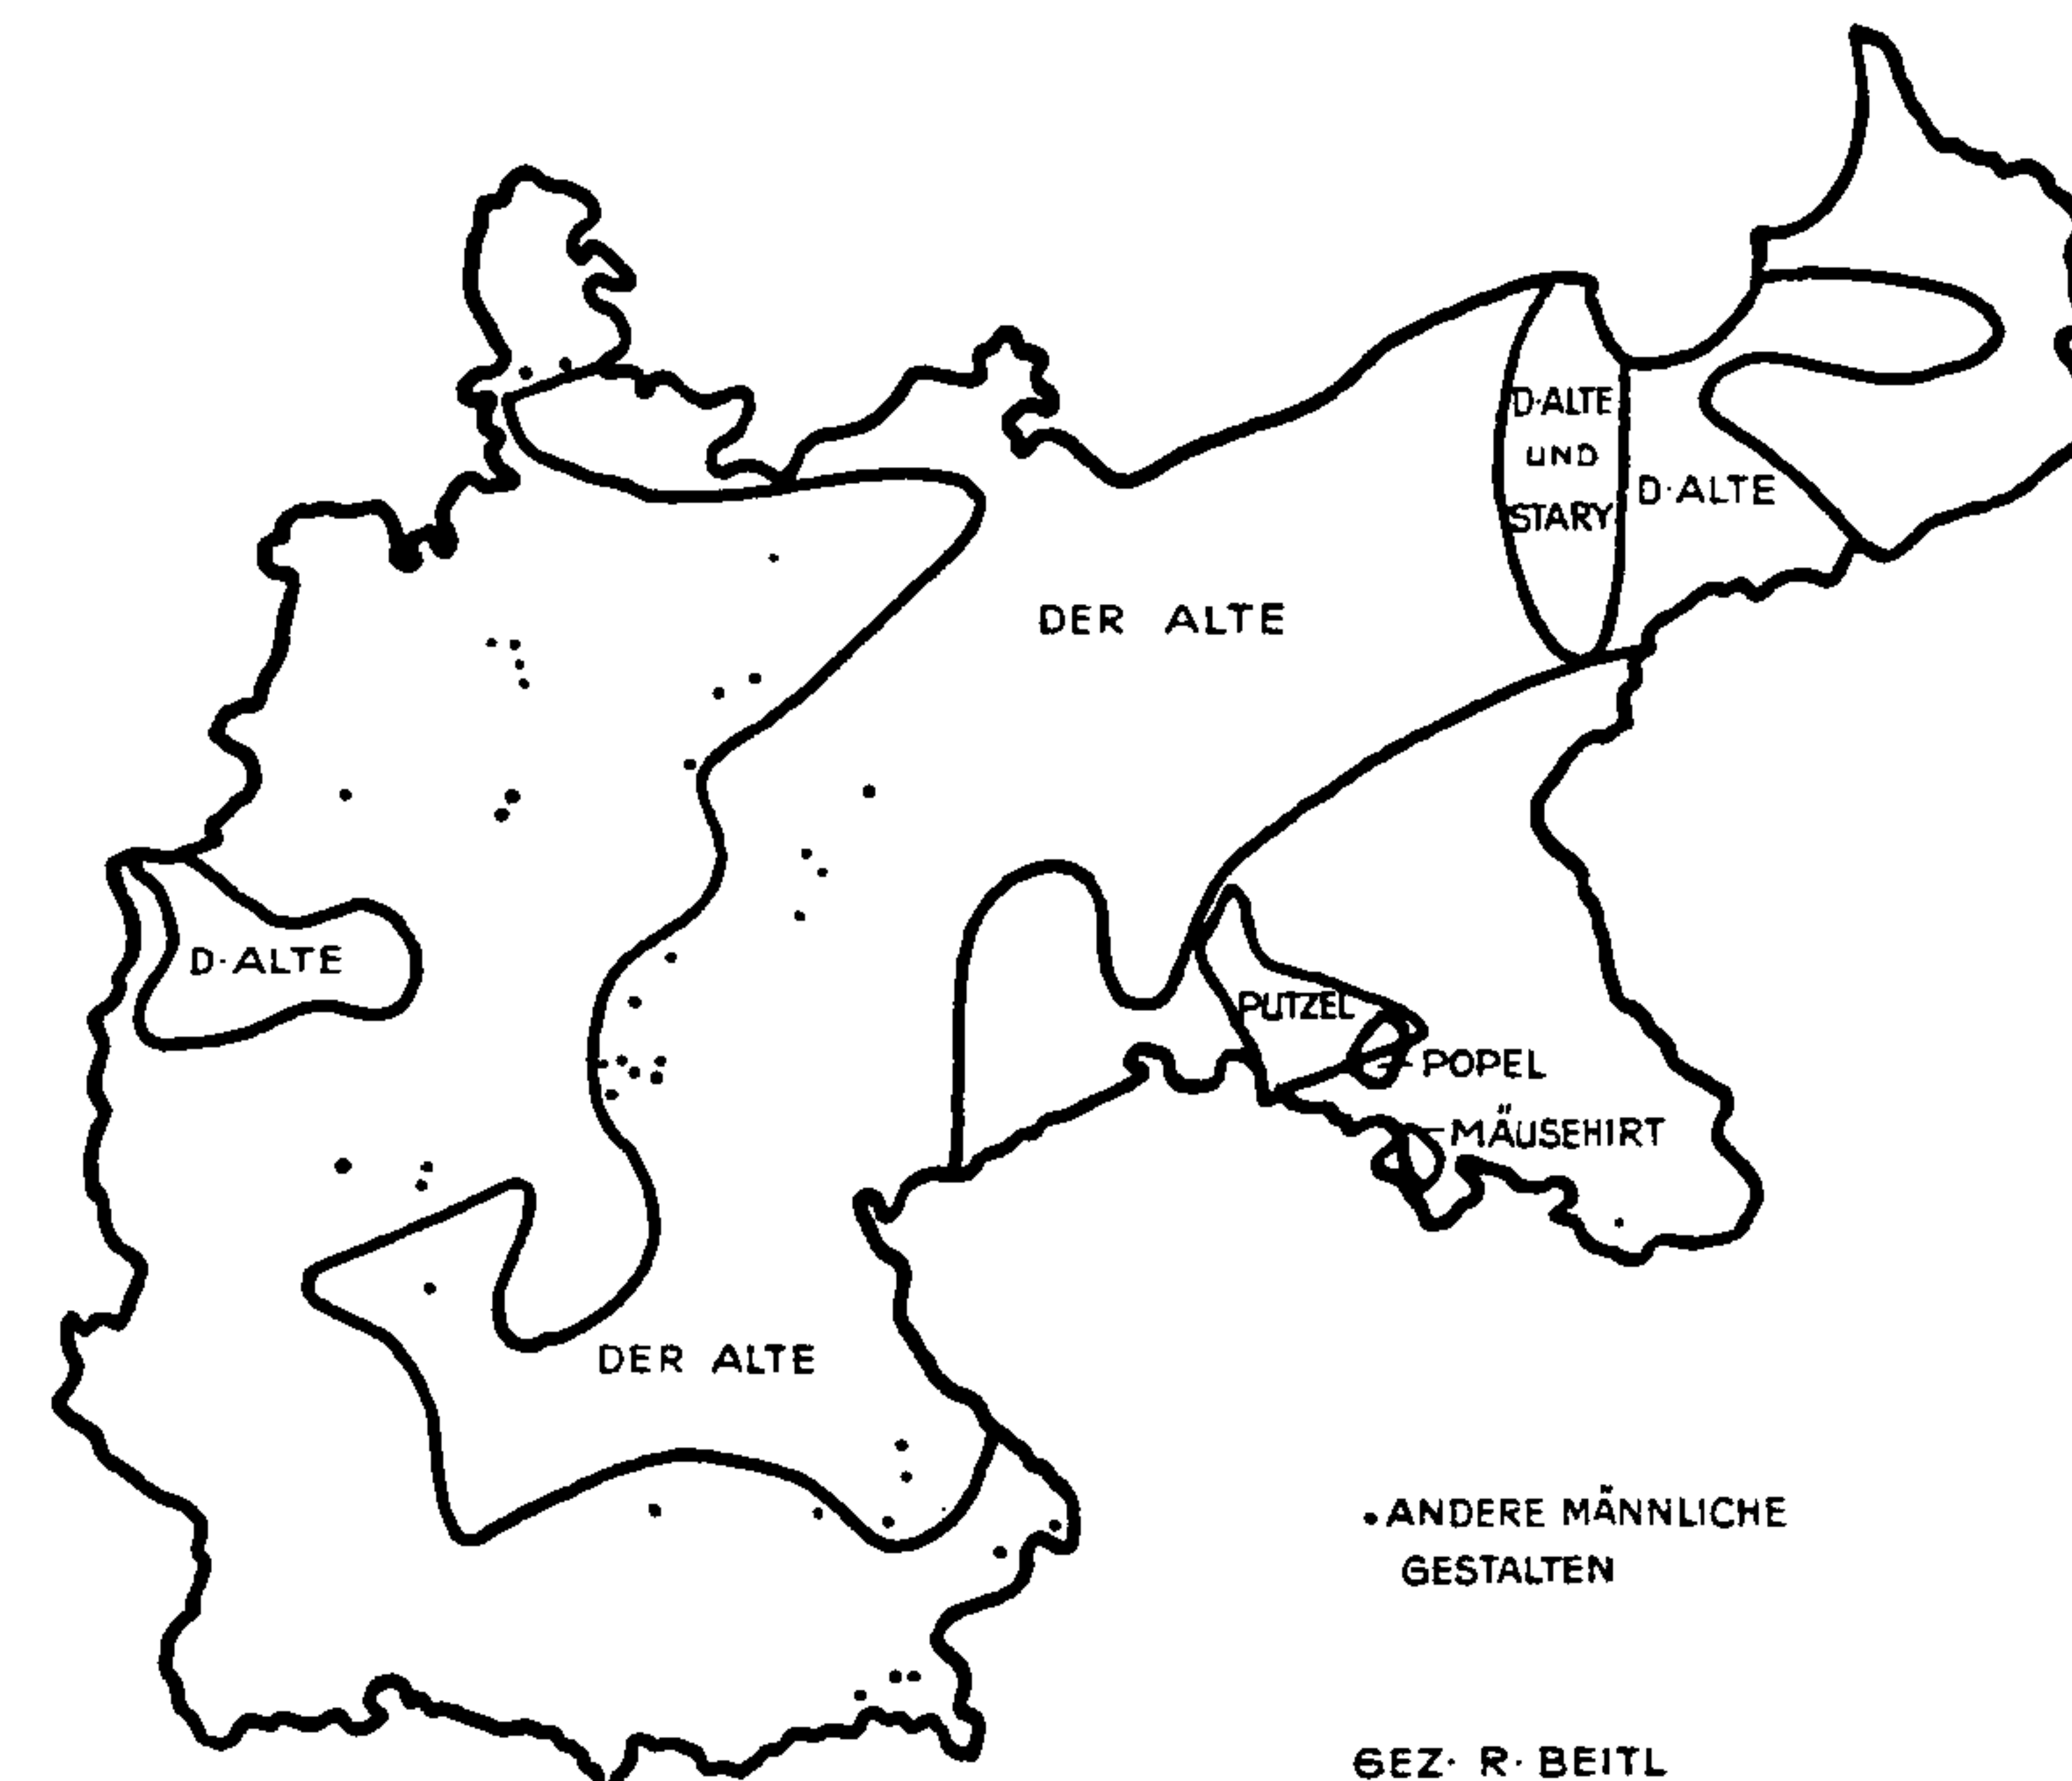 D·ALTE
UND
STARY
D·ALTE
DER ALTE
D·ALTE
PUTZEL
POPEL
MÄUSEHIRT
DER ALTE
ANDERE MÄNNLICHE
GESTALTEN
GEZ· R· BEITL